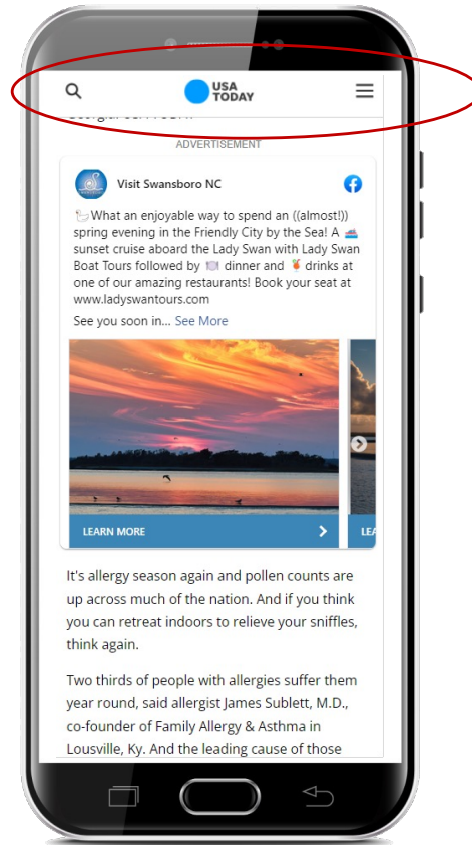 USA
TODAY
ADVERTISEMENT
Visit Swansboro NC
🦢What an enjoyable way to spend an ((almost!))
spring evening in the Friendly City by the Sea! A 🛳️
sunset cruise aboard the Lady Swan with Lady Swan
Boat Tours followed by 🍽️ dinner and 🍹 drinks at
one of our amazing restaurants! Book your seat at
www.ladyswantours.com
See you soon in... See More
LEARN MORE
LEA
It's allergy season again and pollen counts are
up across much of the nation. And if you think
you can retreat indoors to relieve your sniffles,
think again.
Two thirds of people with allergies suffer them
year round, said allergist James Sublett, M.D.,
co-founder of Family Allergy & Asthma in
Lousville, Ky. And the leading cause of those